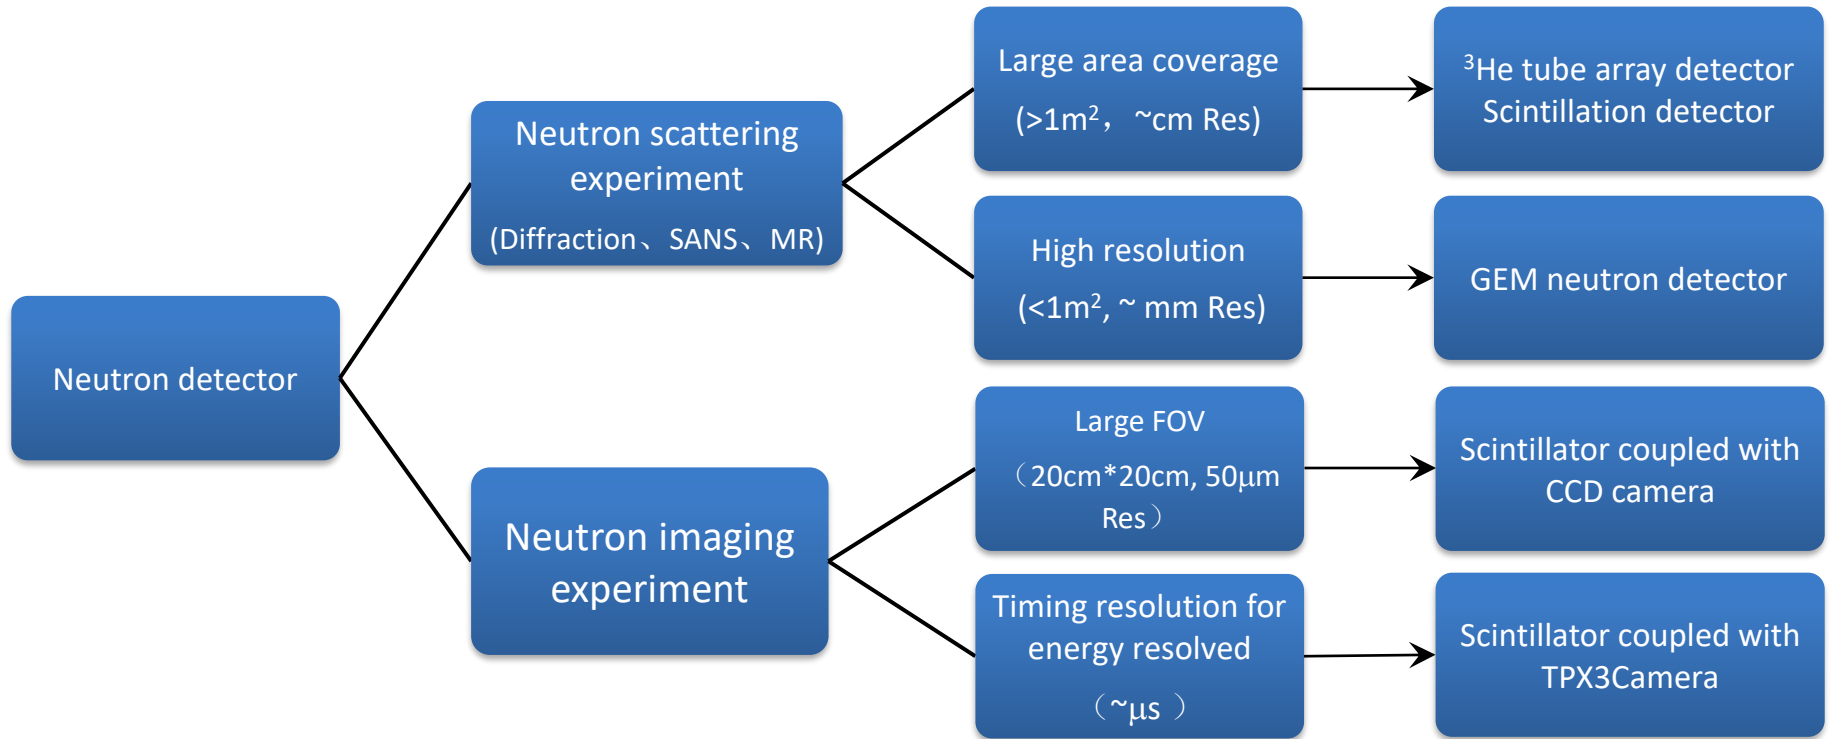 Neutron detector
Neutron scattering
experiment
(Diffraction、SANS、MR)
Neutron imaging
experiment
Large area coverage
(>1m²， ~cm Res)
High resolution
(<1m², ~ mm Res)
Large FOV
（20cm*20cm, 50μm
Res）
Timing resolution for
energy resolved
（~μs ）
³He tube array detector
Scintillation detector
GEM neutron detector
Scintillator coupled with
CCD camera
Scintillator coupled with
TPX3Camera